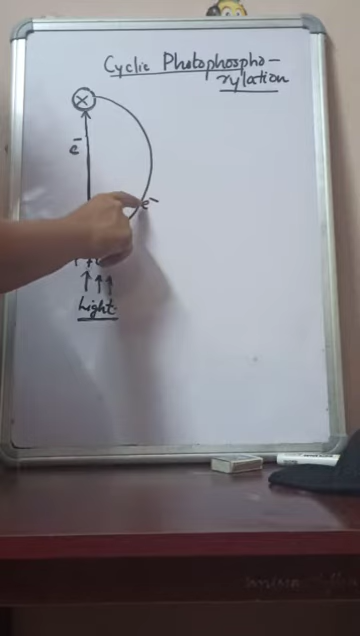 Cyclic Photophospho-
rylation
X
e-
e-
Light